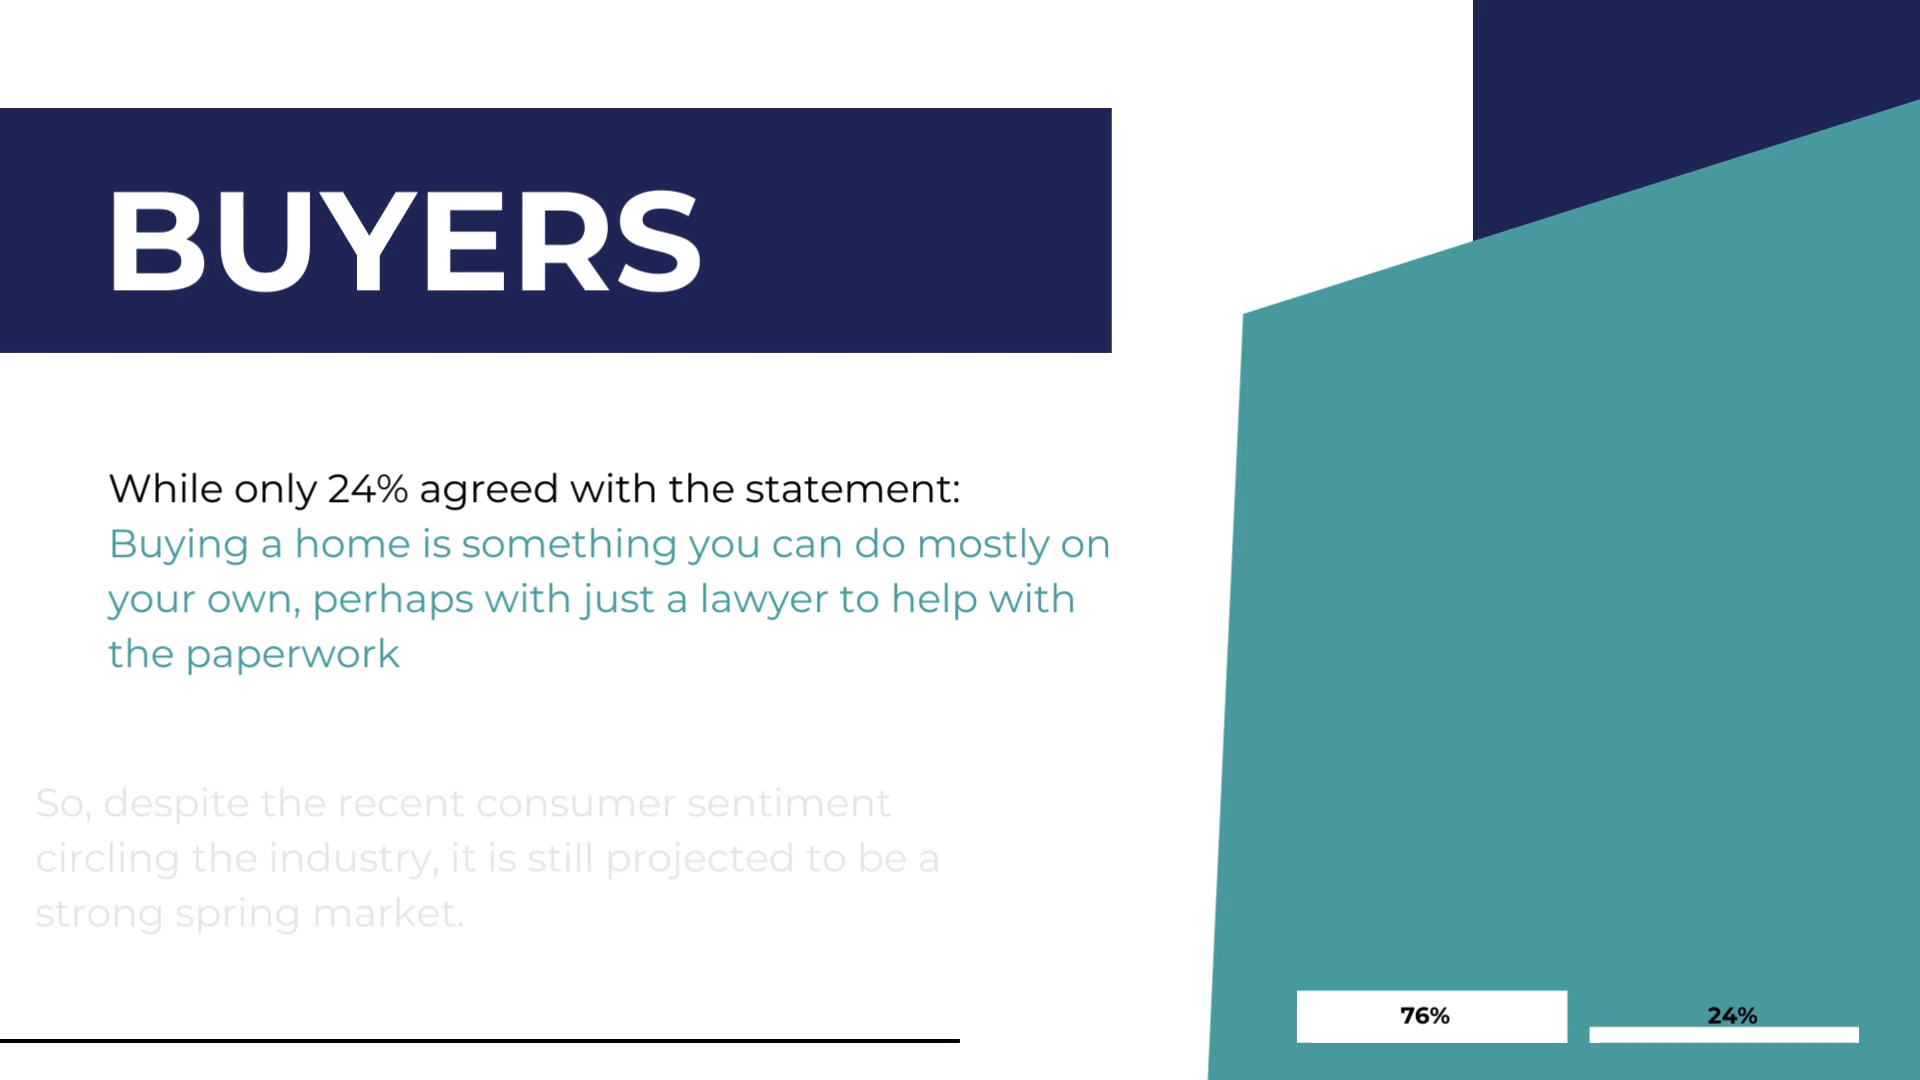 BUYERS
While only 24% agreed with the statement:
Buying a home is something you can do mostly on
your own, perhaps with just a lawyer to help with
the paperwork
So, despite the recent consumer sentiment
circling the industry, it is still projected to be a
strong spring market.
76%
24%